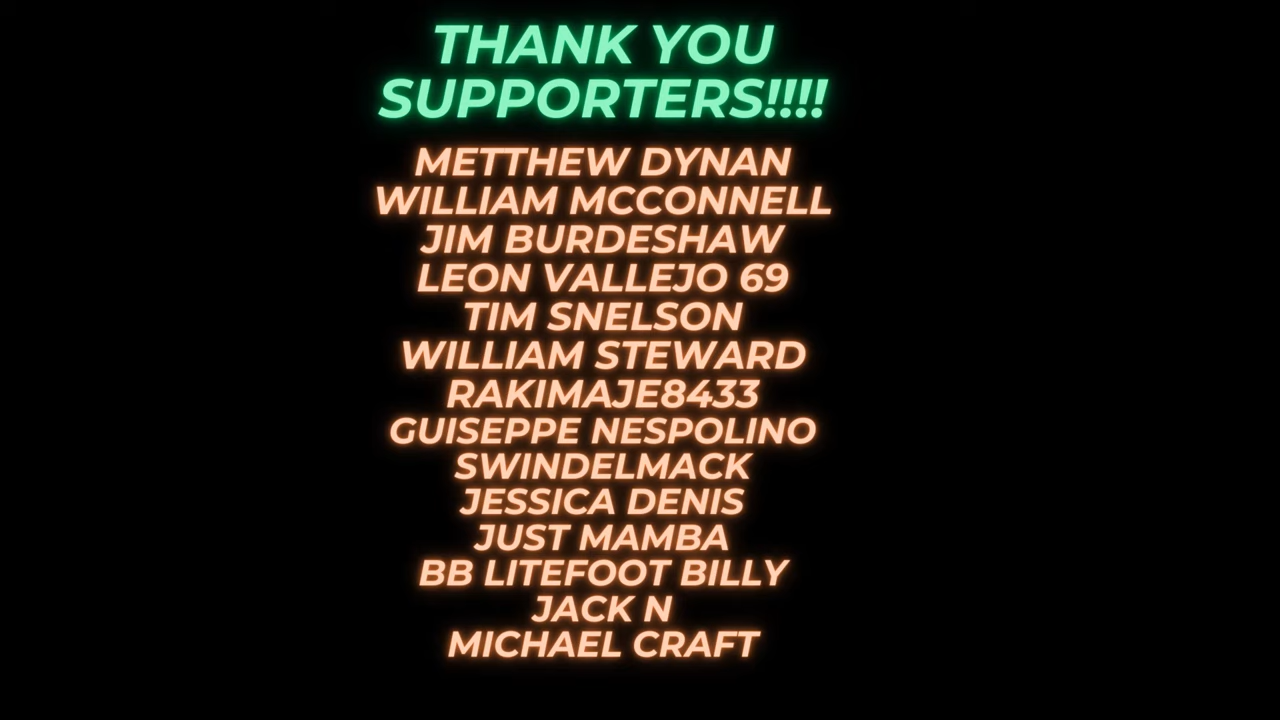 THANK YOU
SUPPORTERS!!!!
METTHEW DYNAN
WILLIAM MCCONNELL
JIM BURDESHAW
LEON VALLEJO 69
TIM SNELSON
WILLIAM STEWARD
RAKIMAJE8433
GUISEPPE NESPOLINO
SWINDELMACK
JESSICA DENIS
JUST MAMBA
BB LITEFOOT BILLY
JACK N
MICHAEL CRAFT